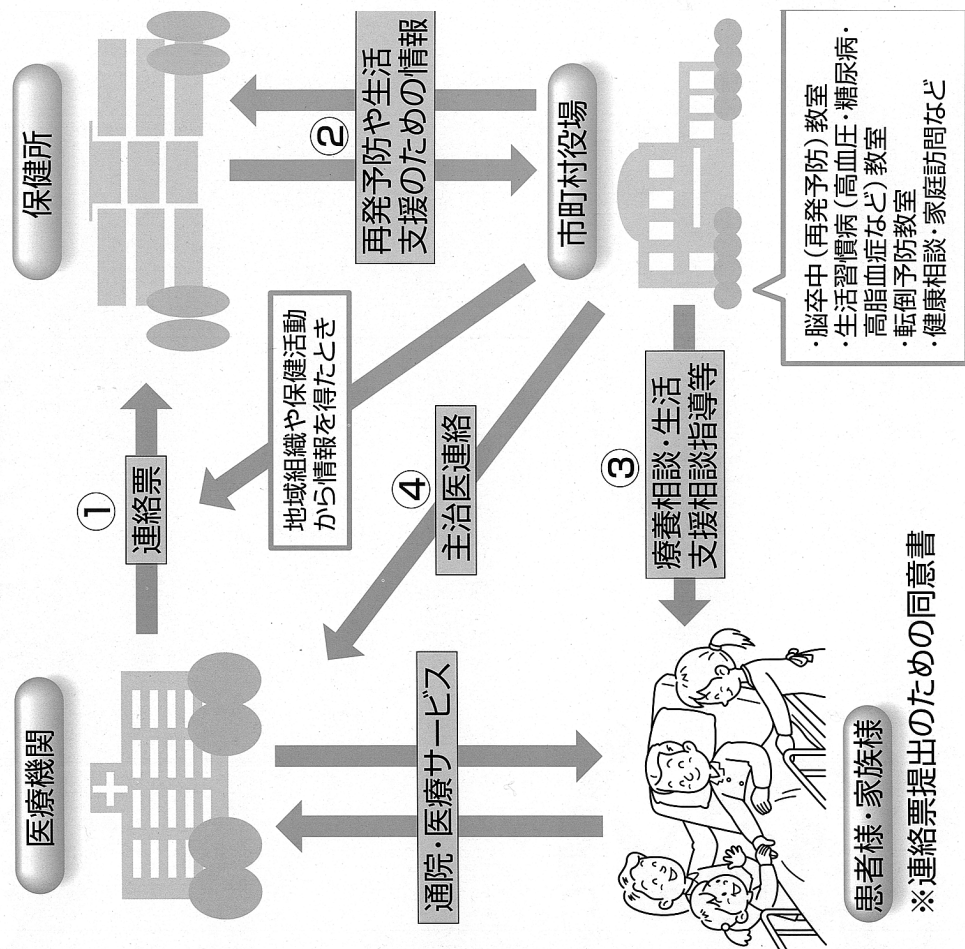 医療機関
①
連絡票
保健所
地域組織や保健活動
から情報を得たとき
②
再発予防や生活
支援のための情報
④
主治医連絡
通院・医療サービス
市町村役場
③
療養相談・生活
支援相談指導等
・脳卒中(再発予防)教室
・生活習慣病(高血圧・糖尿病・
高脂血症など)教室
・転倒予防教室
・健康相談・家庭訪問など
患者様・家族様
※連絡票提出のための同意書